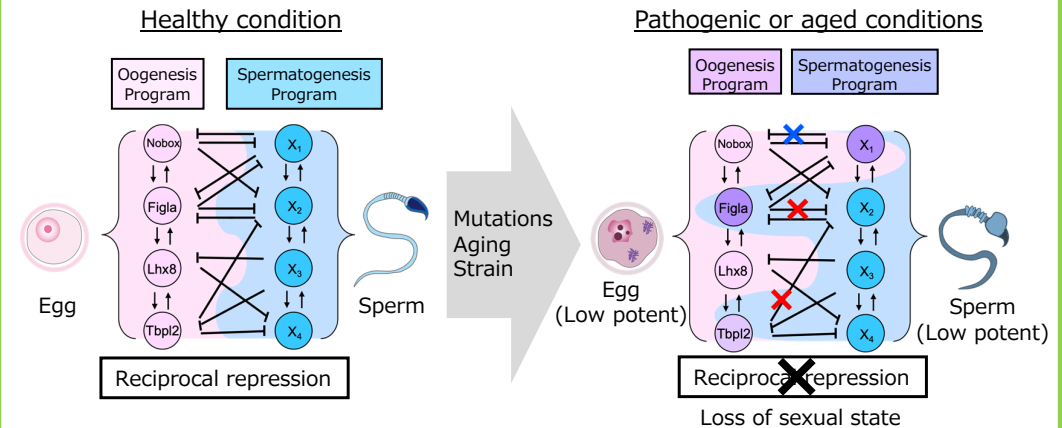 Healthy condition
Oogenesis
Program
Spermatogenesis
Program
Nobox
X1
Figla
X2
Lhx8
X3
Tbpl2
X4
Egg
Sperm
Reciprocal repression
Mutations
Aging
Strain
Pathogenic or aged conditions
Oogenesis
Program
Spermatogenesis
Program
Nobox
X1
Figla
X2
Lhx8
X3
Tbpl2
X4
Egg
(Low potent)
Sperm
(Low potent)
Reciprocal repression
Loss of sexual state